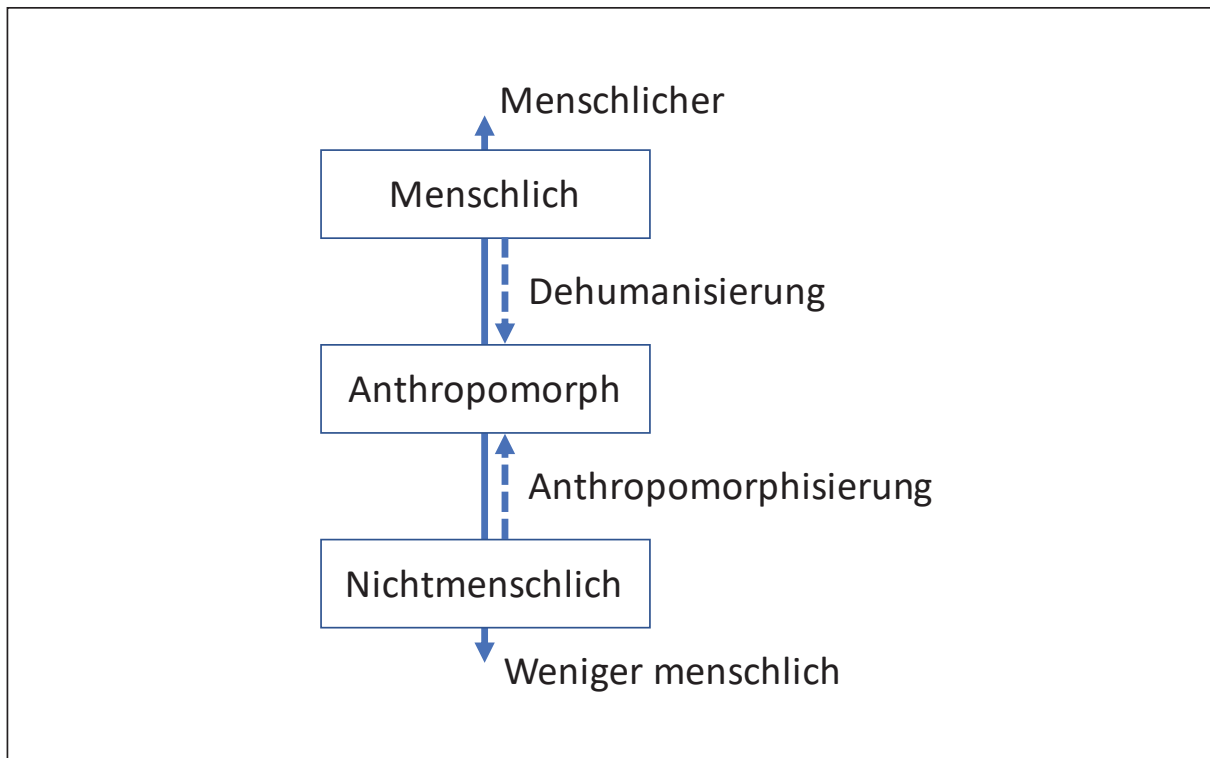 Menschlicher
Menschlich
Dehumanisierung
Anthropomorph
Anthropomorphisierung
Nichtmenschlich
Weniger menschlich